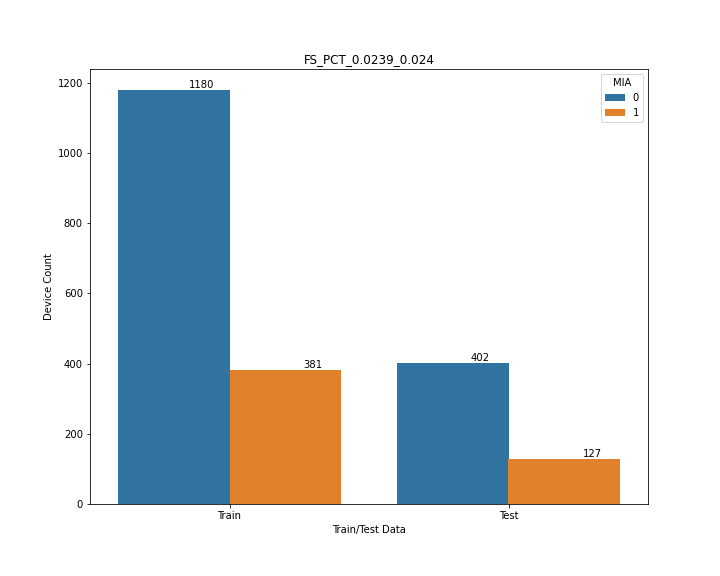 FS_PCT_0.0239_0.024
MIA
0
1
1180
381
402
127
1200
1000
800
600
400
200
0
Device Count
Train
Test
Train/Test Data